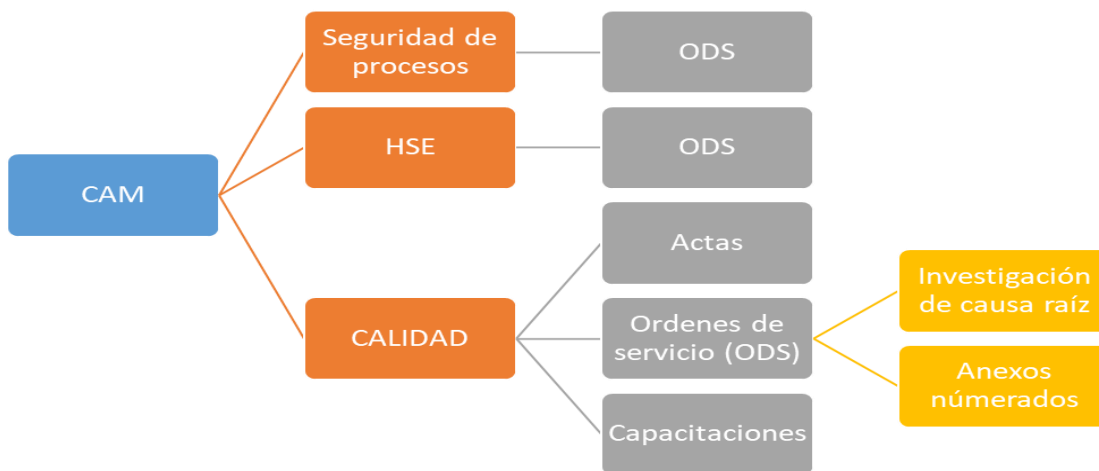 CAM
Seguridad de
procesos
ODS
HSE
ODS
CALIDAD
Actas
Ordenes de
servicio (ODS)
Investigación
de causa raíz
Anexos
númerados
Capacitaciones